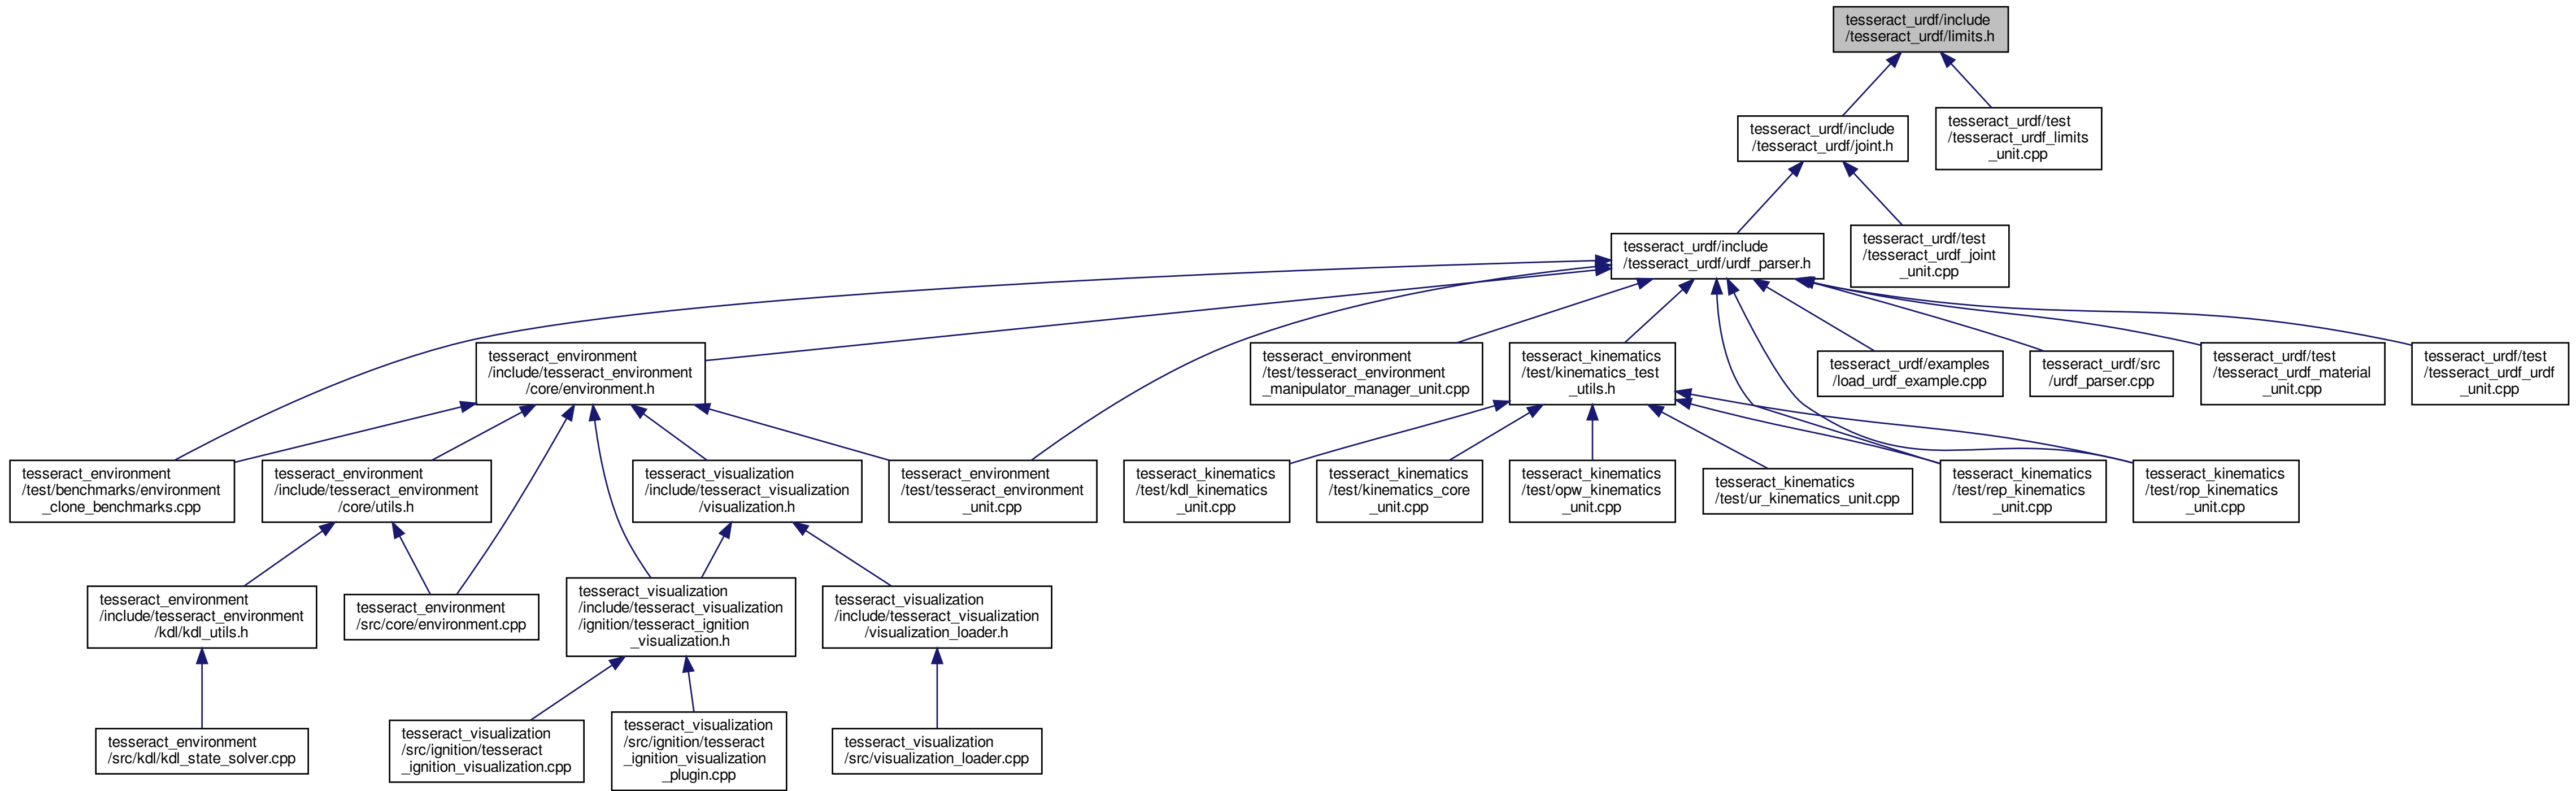 tesseract_urdf/include
/tesseract_urdf/limits.h
tesseract_urdf/include
/tesseract_urdf/joint.h
tesseract_urdf/test
/tesseract_urdf_limits
_unit.cpp
tesseract_urdf/include
/tesseract_urdf/urdf_parser.h
tesseract_urdf/test
/tesseract_urdf_joint
_unit.cpp
tesseract_environment
/include/tesseract_environment
/core/environment.h
tesseract_environment
/test/tesseract_environment
_manipulator_manager_unit.cpp
tesseract_kinematics
/test/kinematics_test
_utils.h
tesseract_urdf/examples
/load_urdf_example.cpp
tesseract_urdf/src
/urdf_parser.cpp
tesseract_urdf/test
/tesseract_urdf_material
_unit.cpp
tesseract_urdf/test
/tesseract_urdf_urdf
_unit.cpp
tesseract_environment
/test/benchmarks/environment
_clone_benchmarks.cpp
tesseract_environment
/include/tesseract_environment
/core/utils.h
tesseract_visualization
/include/tesseract_visualization
/visualization.h
tesseract_environment
/test/tesseract_environment
_unit.cpp
tesseract_kinematics
/test/kdl_kinematics
_unit.cpp
tesseract_kinematics
/test/kinematics_core
_unit.cpp
tesseract_kinematics
/test/opw_kinematics
_unit.cpp
tesseract_kinematics
/test/ur_kinematics_unit.cpp
tesseract_kinematics
/test/rep_kinematics
_unit.cpp
tesseract_kinematics
/test/rop_kinematics
_unit.cpp
tesseract_environment
/include/tesseract_environment
/kdl/kdl_utils.h
tesseract_environment
/src/core/environment.cpp
tesseract_visualization
/include/tesseract_visualization
/ignition/tesseract_ignition
_visualization.h
tesseract_visualization
/include/tesseract_visualization
/visualization_loader.h
tesseract_environment
/src/kdl/kdl_state_solver.cpp
tesseract_visualization
/src/ignition/tesseract
_ignition_visualization.cpp
tesseract_visualization
/src/ignition/tesseract
_ignition_visualization
_plugin.cpp
tesseract_visualization
/src/visualization_loader.cpp